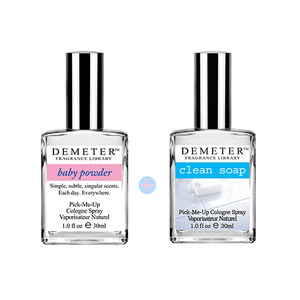 DEMETER™
FRAGRANCE LIBRARY
baby powder
Simple, subtle, singular scents.
Each day. Everywhere.
Pick-Me-Up
Cologne Spray
Vaporisateur Naturel
1.0 fl oz ℮ 30ml
DEMETER™
FRAGRANCE LIBRARY
clean soap
Pick-Me-Up Cologne Spray
Vaporisateur Naturel
1.0 fl oz ℮ 30ml